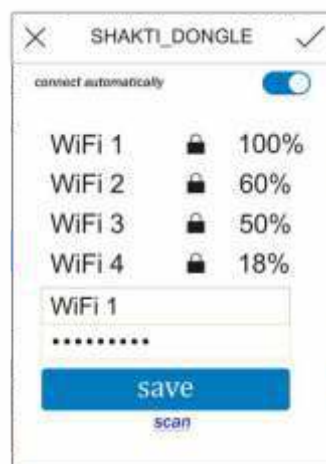 SHAKTI_DONGLE
connect automatically
WiFi 1 100%
WiFi 2 60%
WiFi 3 50%
WiFi 4 18%
WiFi 1
•••••••••
save
scan